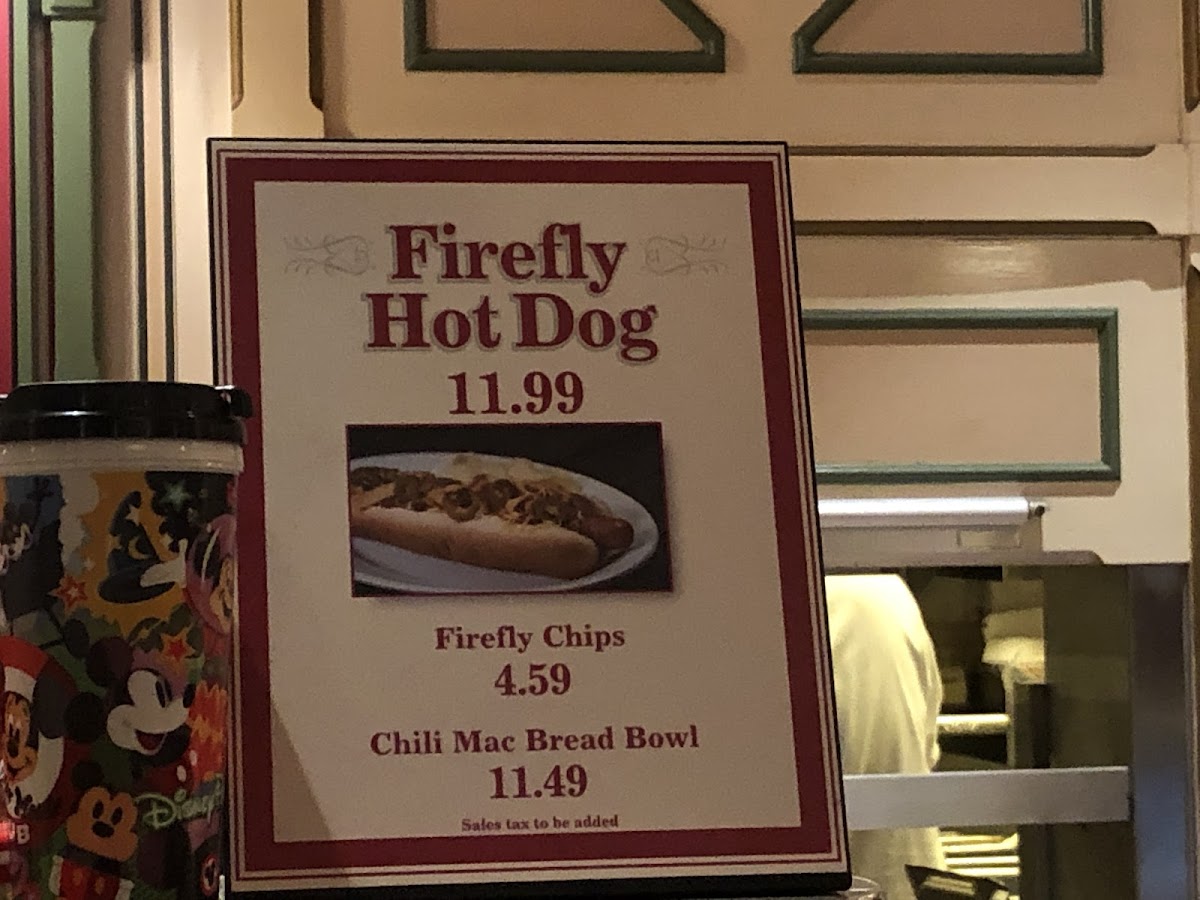 Firefly
Hot Dog
11.99
Firefly Chips
4.59
Chili Mac Bread Bowl
11.49
Sales tax to be added
Disney